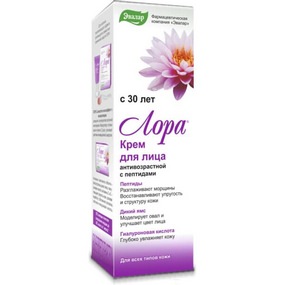 Эвалар
Фармацевтическая
компания "Эвалар"
с 30 лет
Лора®
Крем
для лица
антивозрастной
с пептидами
Пептиды
Разглаживают морщины
Восстанавливают упругость
и структуру кожи
Дикий ямс
Моделирует овал и
улучшает цвет лица
Гиалуроновая кислота
Глубоко увлажняет кожу
Для всех типов кожи